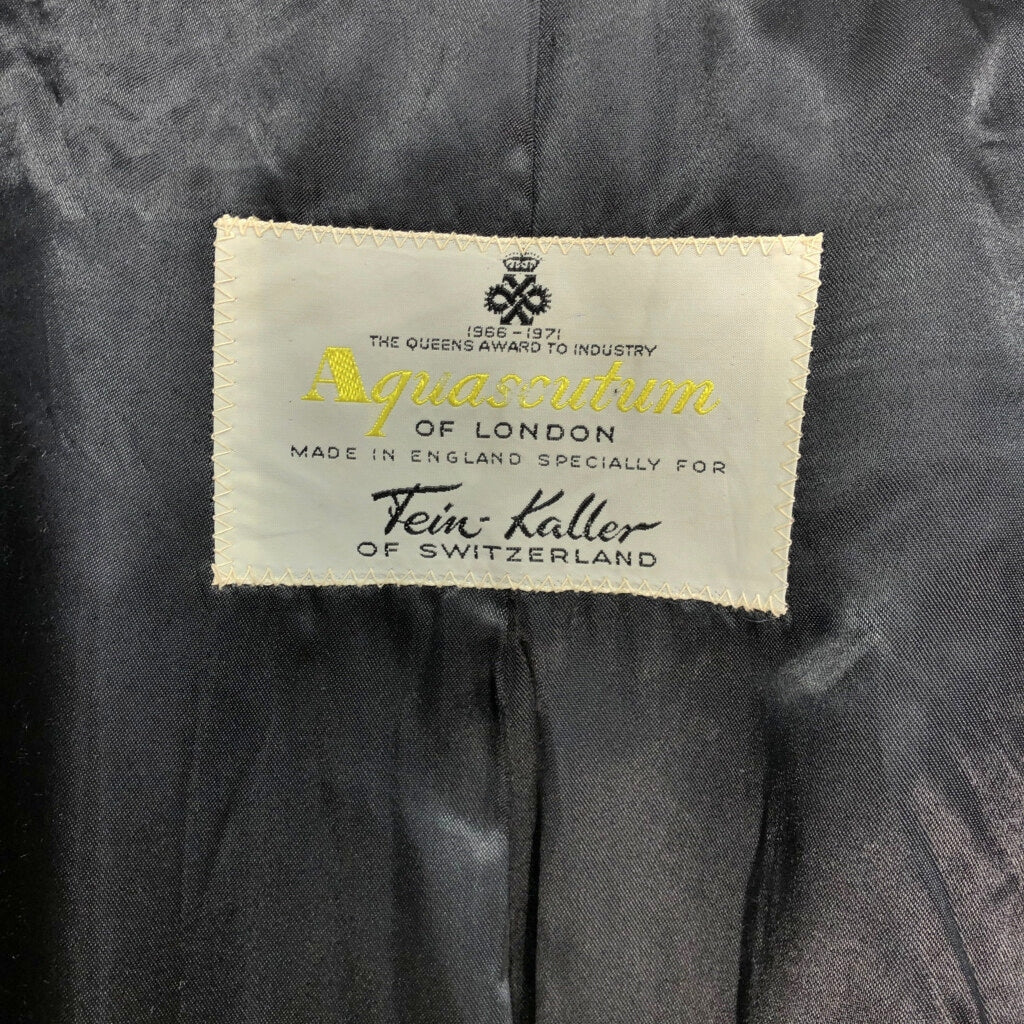 1966-1971
THE QUEENS AWARD TO INDUSTRY
Aquascutum
OF LONDON
MADE IN ENGLAND SPECIALLY FOR
Fein-Kaller
OF SWITZERLAND